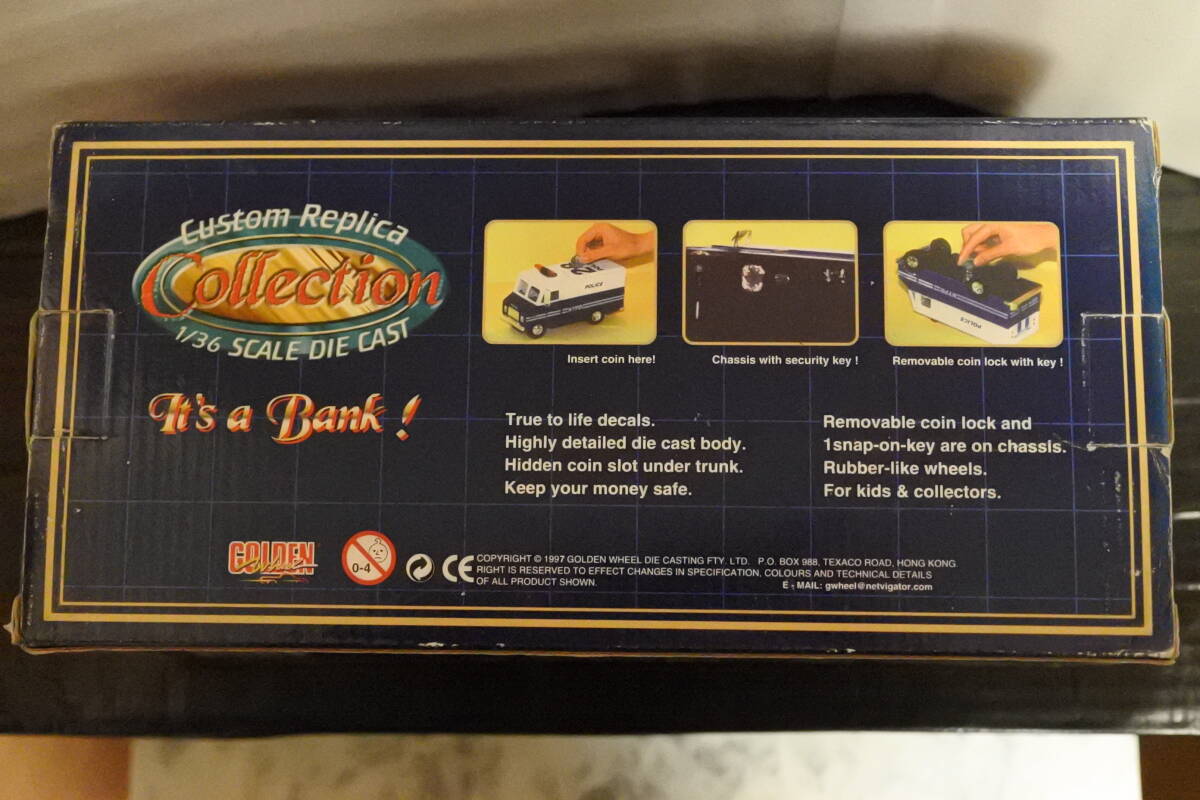 Custom Replica
Collection
1/36 SCALE DIE CAST
It's a Bank !
POLICE
POLICE
Insert coin here!
Chassis with security key !
Removable coin lock with key !
True to life decals.
Highly detailed die cast body.
Hidden coin slot under trunk.
Keep your money safe.
Removable coin lock and
1snap-on-key are on chassis.
Rubber-like wheels.
For kids & collectors.
GOLDEN
Wheel
0-4
CE
COPYRIGHT © 1997 GOLDEN WHEEL DIE CASTING FTY. LTD. P.O. BOX 988, TEXACO ROAD, HONG KONG
RIGHT IS RESERVED TO EFFECT CHANGES IN SPECIFICATION, COLOURS AND TECHNICAL DETAILS
OF ALL PRODUCT SHOWN.
E - MAIL: gwheel@netvigator.com